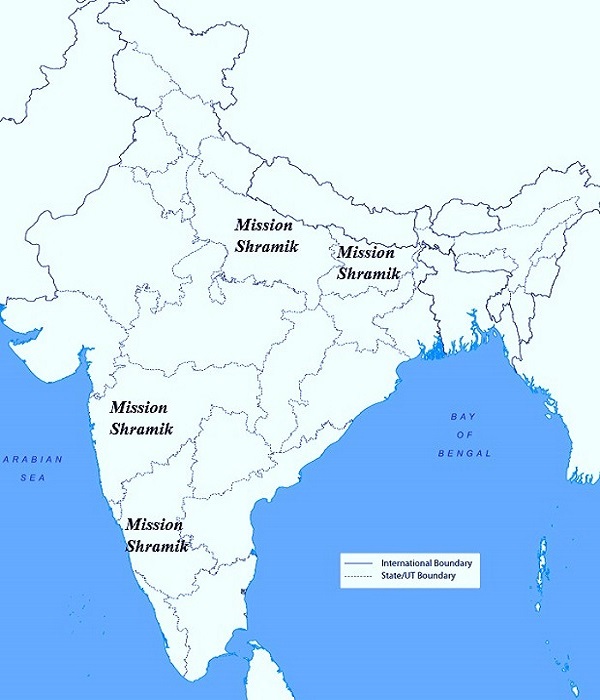 Mission
Shramik
Mission
Shramik
Mission
Shramik
ARABIAN
SEA
BAY
OF
BENGAL
Mission
Shramik
International Boundary
State/UT Boundary